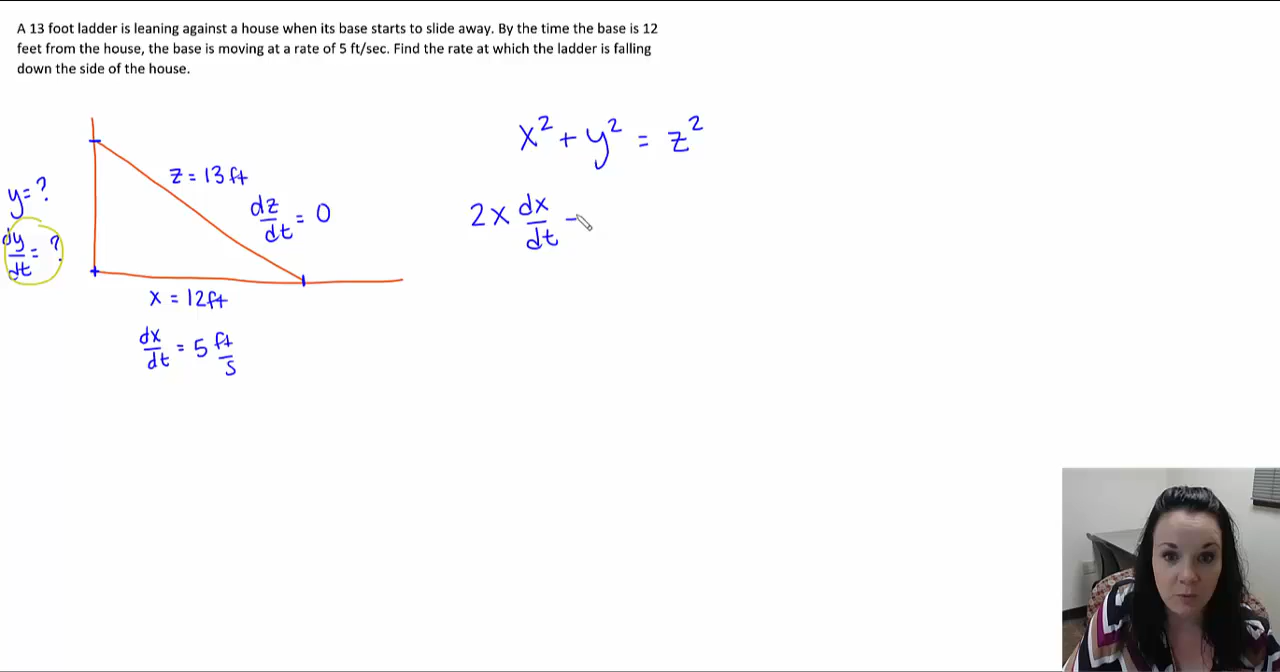 A 13 foot ladder is leaning against a house when its base starts to slide away. By the time the base is 12
feet from the house, the base is moving at a rate of 5 ft/sec. Find the rate at which the ladder is falling
down the side of the house.
x² + y² = z²
z = 13 ft
y = ?
dz/dt = 0
2x dx/dt -
dy/dt = ?
x = 12 ft
dx/dt = 5 ft/s